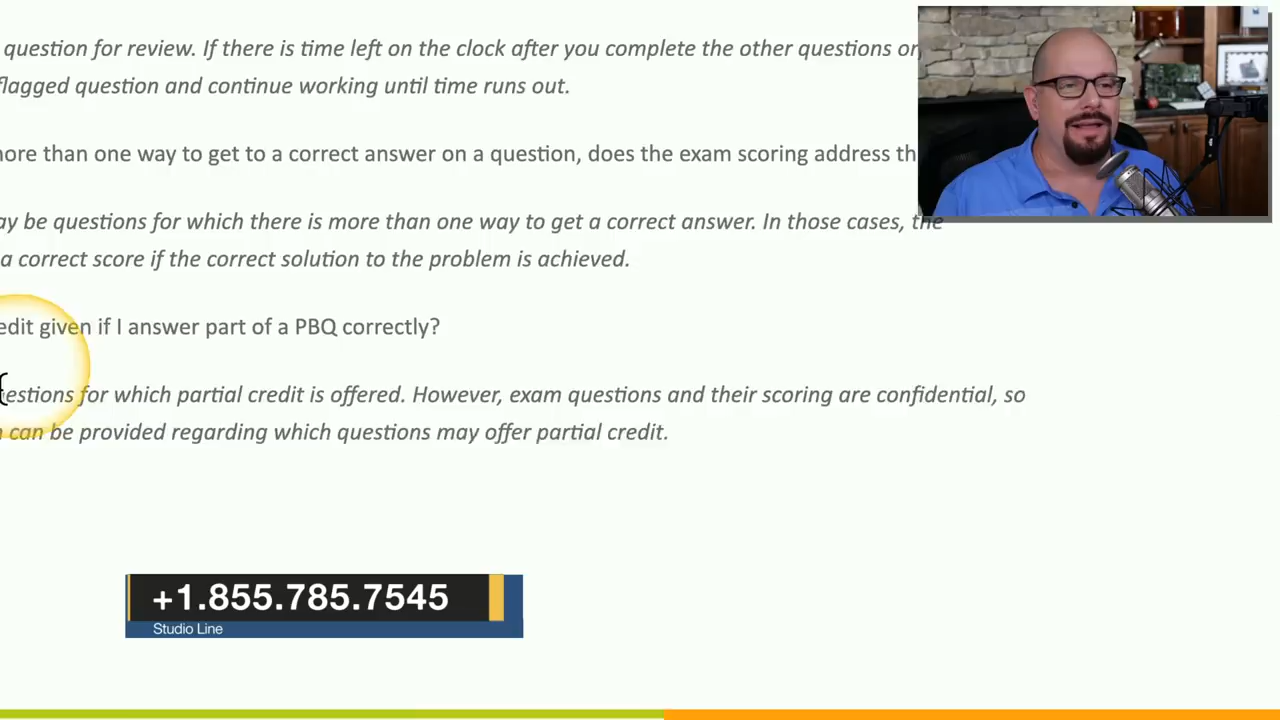 question for review. If there is time left on the clock after you complete the other questions
flagged question and continue working until time runs out.
more than one way to get to a correct answer on a question, does the exam scoring address
be questions for which there is more than one way to get a correct answer. In those cases, the
a correct score if the correct solution to the problem is achieved.
given if I answer part of a PBQ correctly?
for which partial credit is offered. However, exam questions and their scoring are confidential, so
can be provided regarding which questions may offer partial credit.
+1.855.785.7545
Studio Line